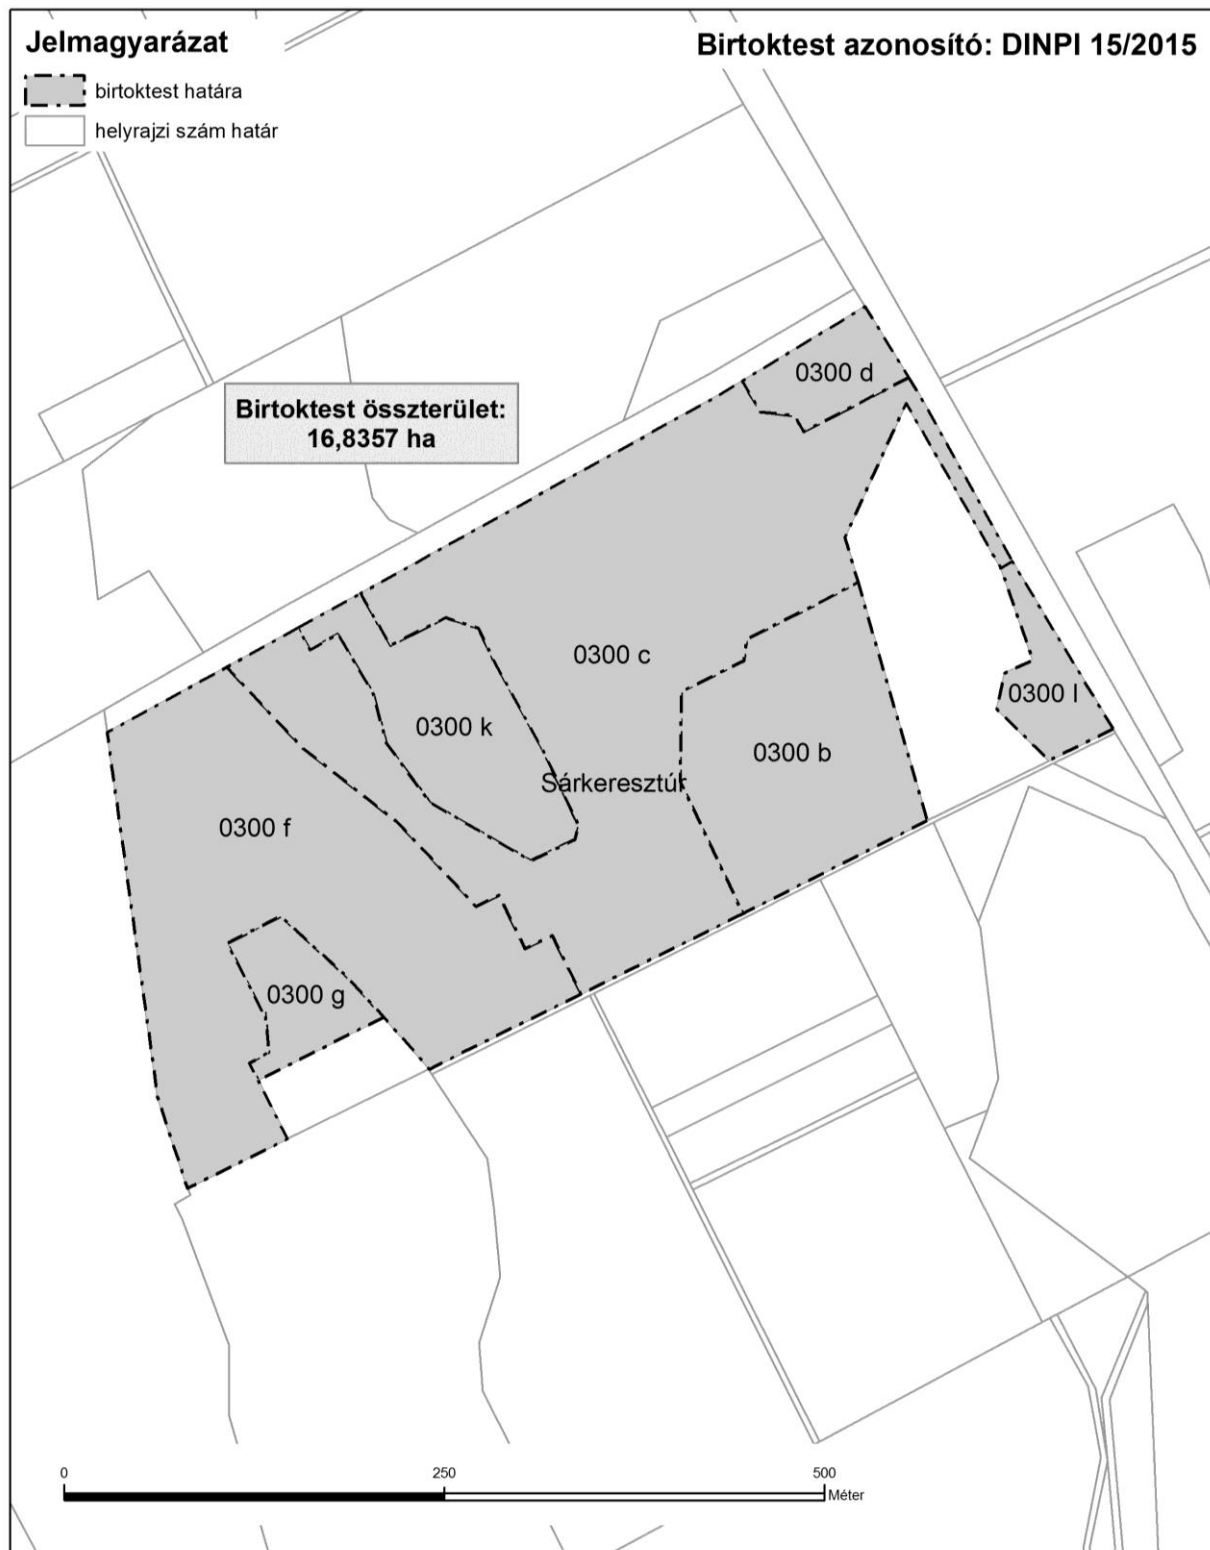 Jelmagyarázat
Birtoktest azonosító: DINPI 15/2015
birtoktest határa
helyrajzi szám határ
0300 d
Birtoktest összterület:
16,8357 ha
0300 c
0300 l
0300 k
0300 b
Sárkeresztúr
0300 f
0300 g
0
250
500
Méter